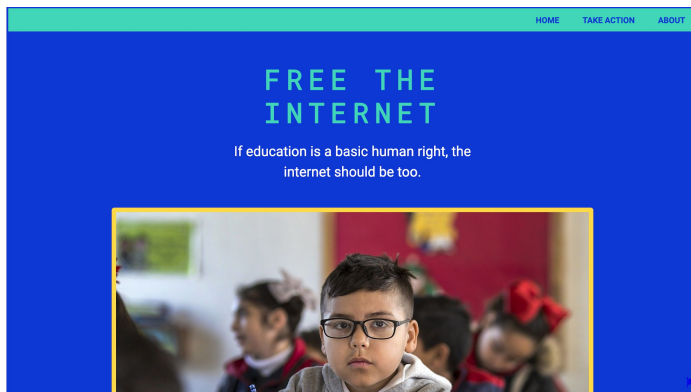 HOME TAKE ACTION ABOUT
FREE THE
INTERNET
If education is a basic human right, the
internet should be too.